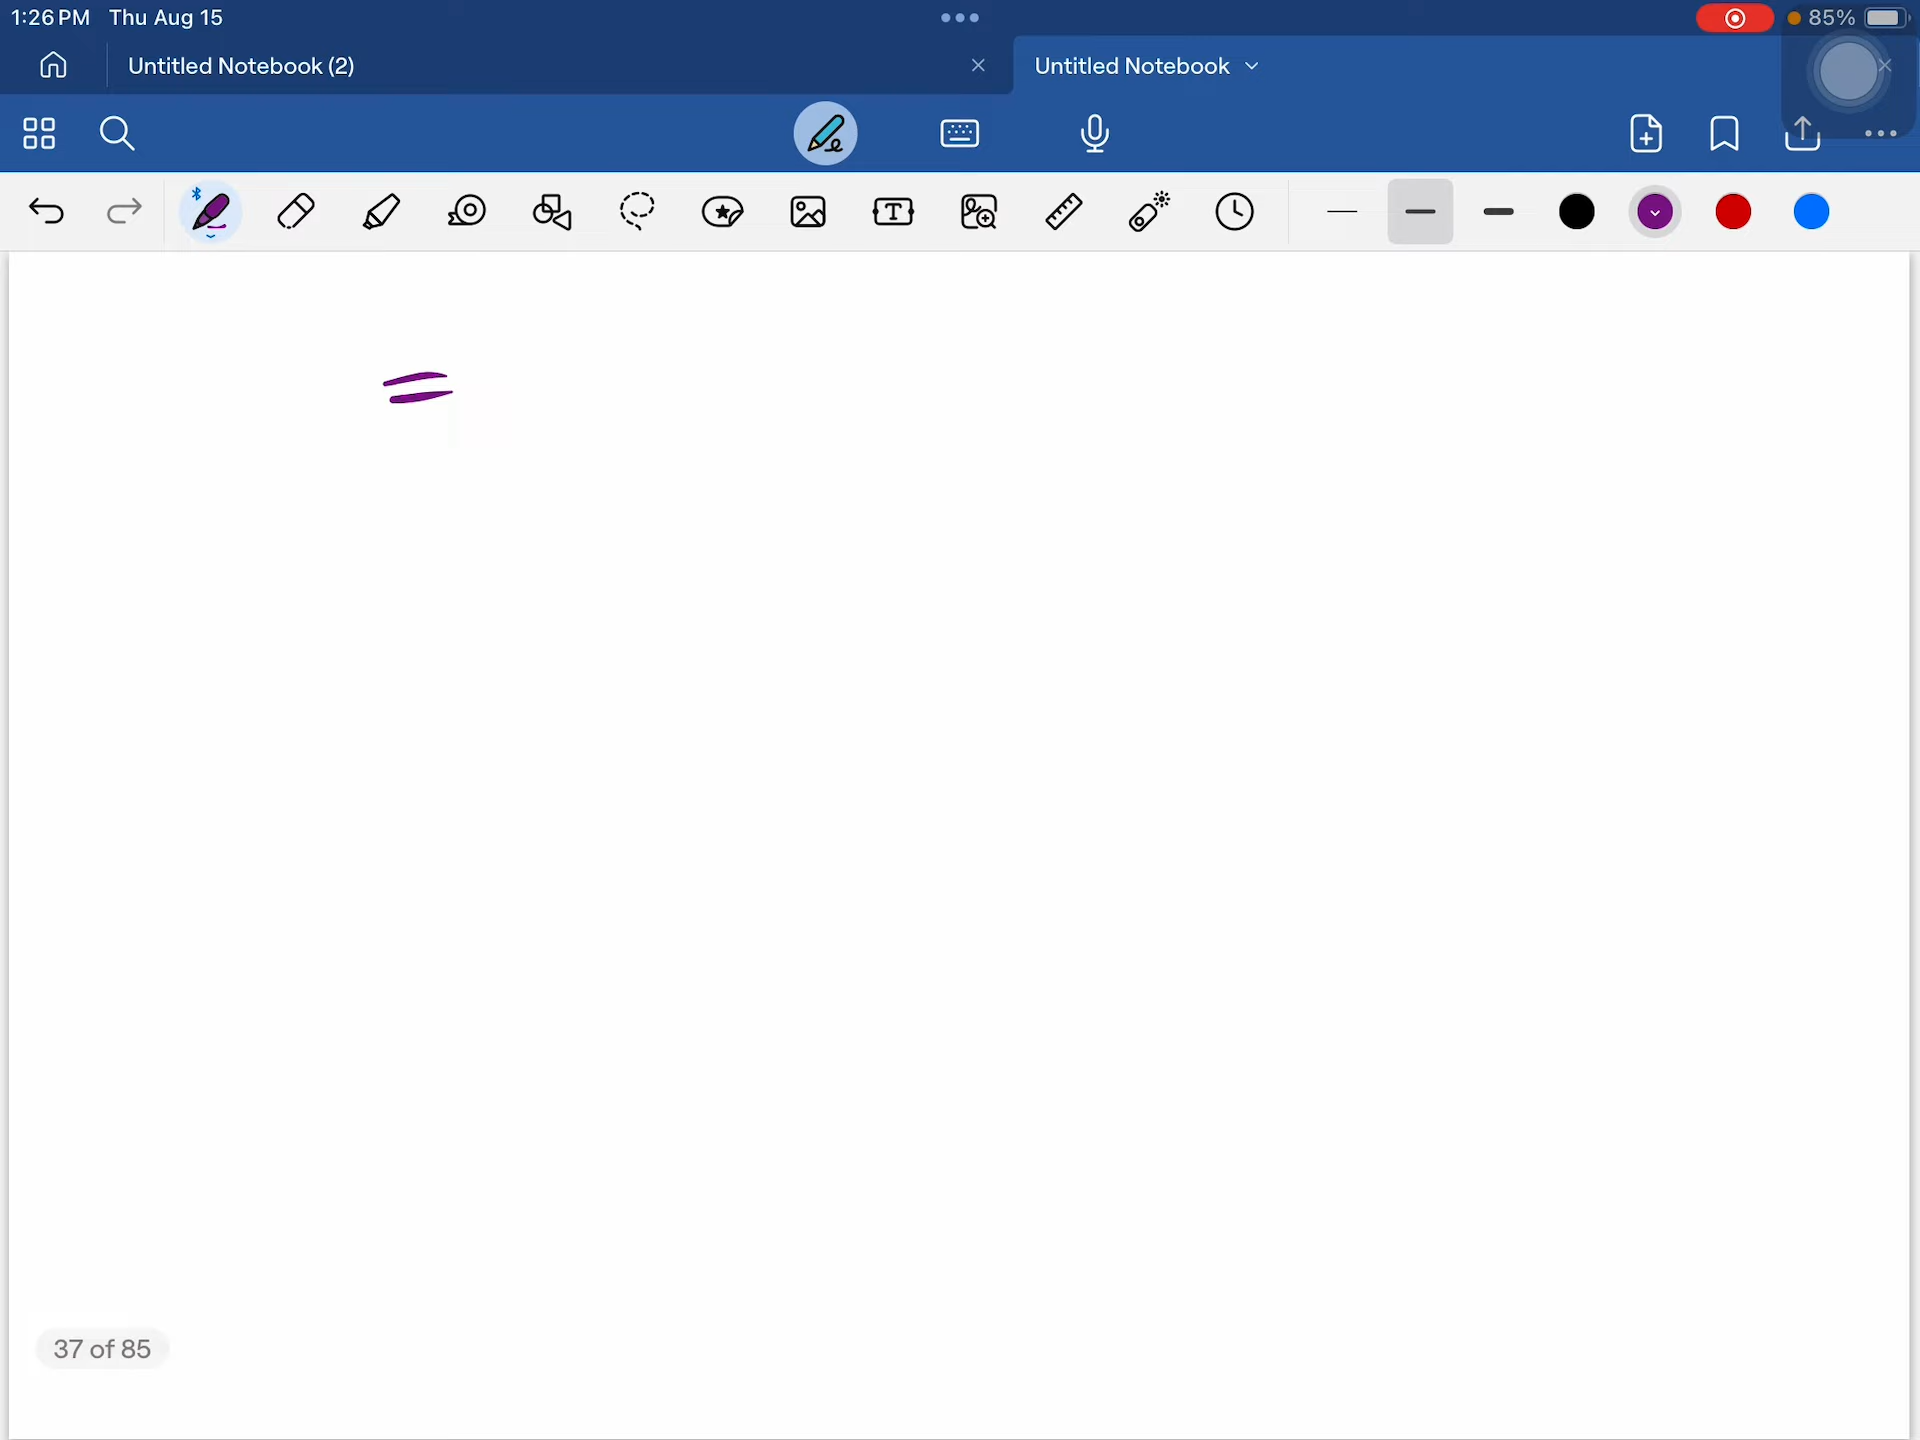 1:26 PM Thu Aug 15
85%
Untitled Notebook (2)
Untitled Notebook
=
37 of 85